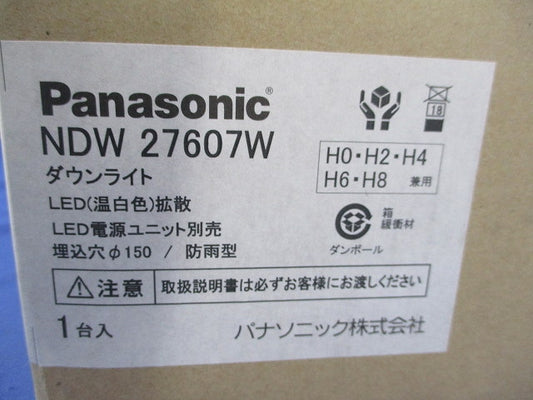 Panasonic®
NDW 27607W
ダウンライト
LED(温白色)拡散
LED電源ユニット別売
埋込穴φ150 / 防雨型
18
H0・H2・H4
H6・H8 兼用
箱
緩衝材
ダンボール
注意 取扱説明書は必ずお客様にお渡しください
1台入
パナソニック株式会社